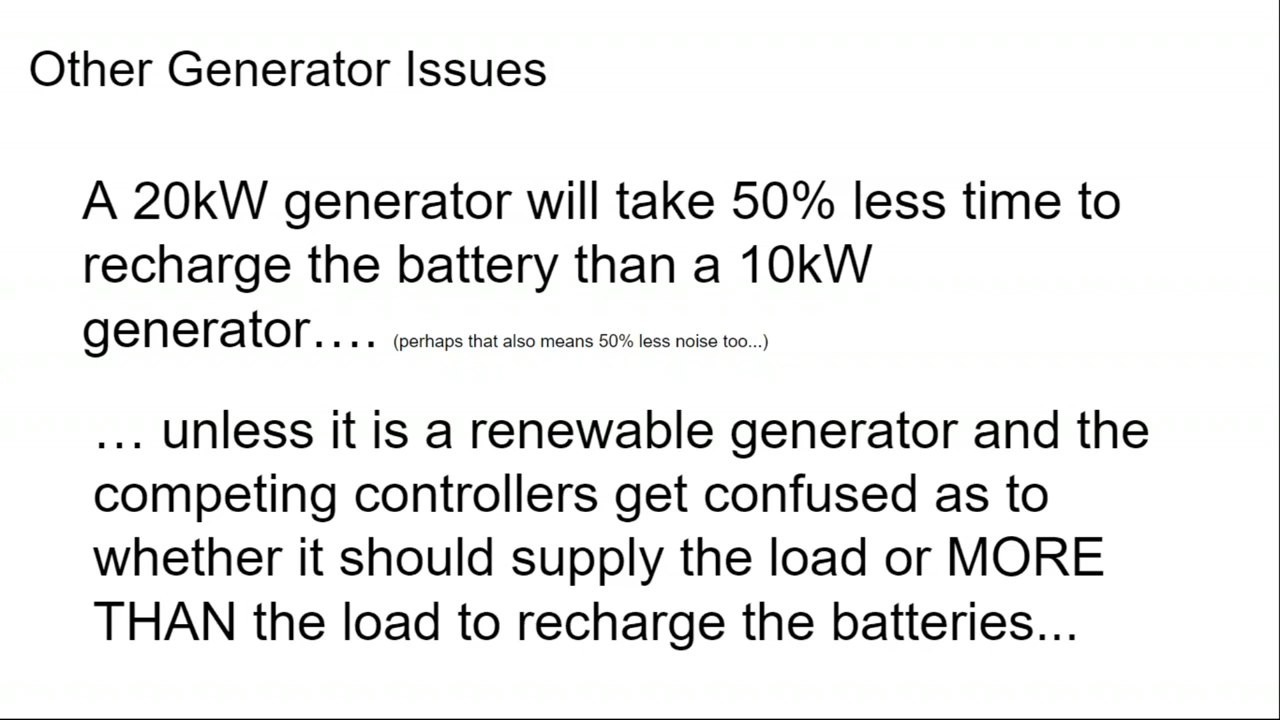 Other Generator Issues
A 20kW generator will take 50% less time to
recharge the battery than a 10kW
generator…. (perhaps that also means 50% less noise too...)
… unless it is a renewable generator and the
competing controllers get confused as to
whether it should supply the load or MORE
THAN the load to recharge the batteries...